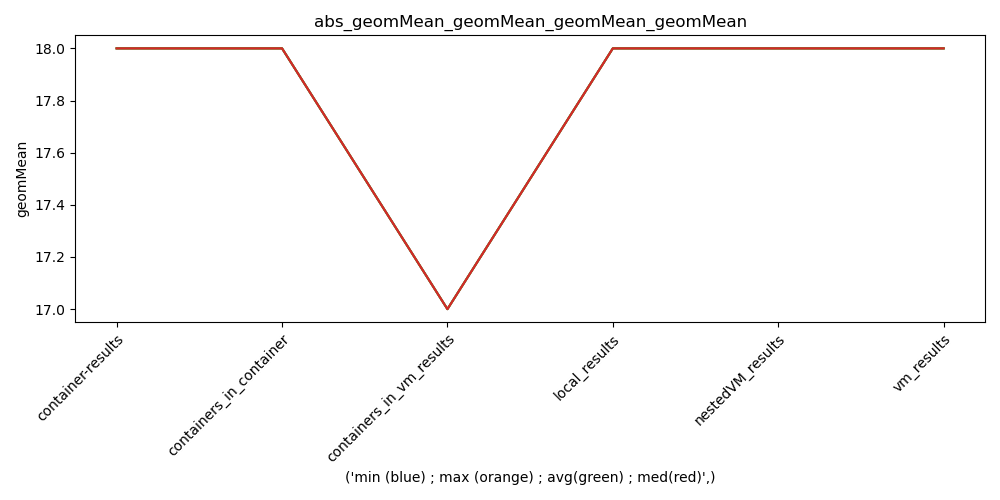 abs_geomMean_geomMean_geomMean_geomMean
geomMean
18.0
17.8
17.6
17.4
17.2
17.0
container-results
containers_in_container
containers_in_vm_results
local_results
nestedVM_results
vm_results
('min (blue) ; max (orange) ; avg(green) ; med(red)',)